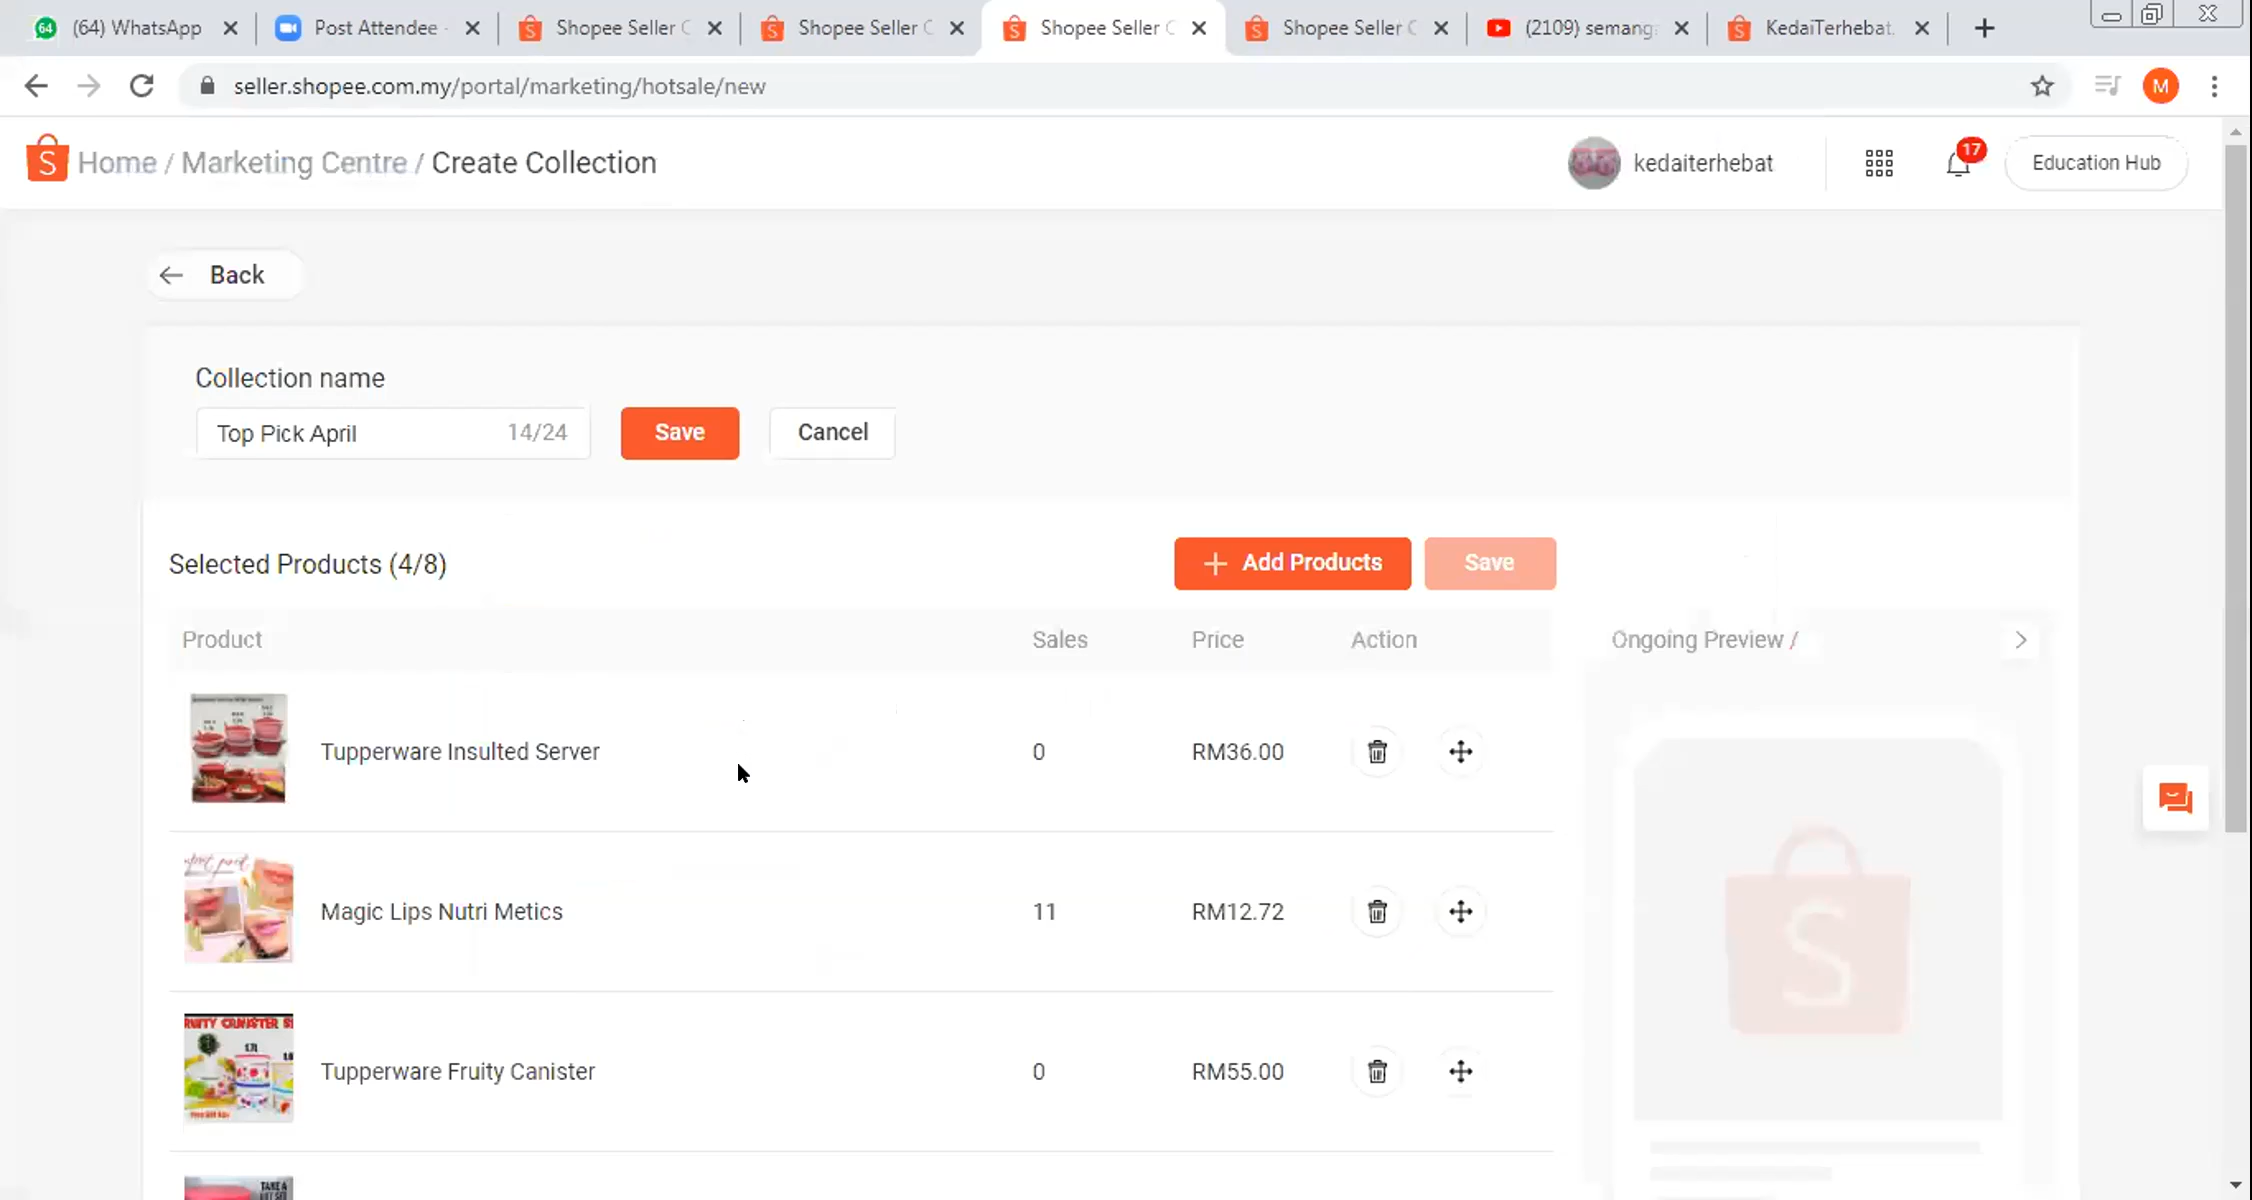 64 (64) WhatsApp
Post Attendee -
Shopee Seller C
Shopee Seller C
Shopee Seller C
Shopee Seller C
(2109) semang
KedaiTerhebat.
seller.shopee.com.my/portal/marketing/hotsale/new
M
S Home / Marketing Centre / Create Collection
kedaiterhebat
17
Education Hub
Back
Collection name
Top Pick April 14/24
Save
Cancel
Selected Products (4/8)
Add Products
Save
Product Sales Price Action
Ongoing Preview /
Tupperware Insulted Server 0 RM36.00
Magic Lips Nutri Metics 11 RM12.72
Tupperware Fruity Canister 0 RM55.00
S
TAKE A